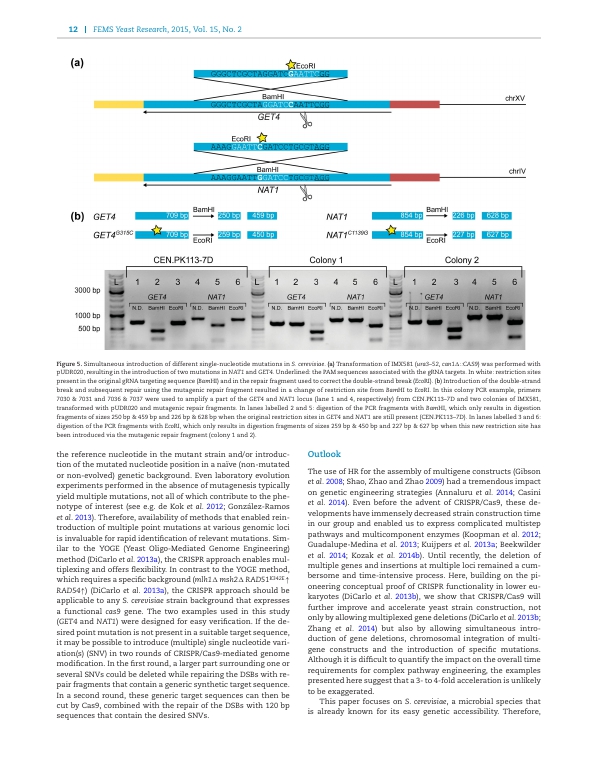 12 | FEMS Yeast Research, 2015, Vol. 15, No. 2
(a)
EcoRI
GGGCTCGCTAGGATCGAATTCGG
BamHI
GGGCTCGCTAGGATCCAATTCGG
chrXV
GET4
EcoRI
AAAGGAATTCGATCCTGCGTAGG
BamHI
AAAGGAATTGGATCCTGCGTAGG
chrIV
NAT1
(b)
GET4
709 bp
BamHI
250 bp
459 bp
NAT1
854 bp
BamHI
226 bp
628 bp
GET4G315C
709 bp
EcoRI
259 bp
450 bp
NAT1C1139G
854 bp
EcoRI
227 bp
627 bp
CEN.PK113-7D
Colony 1
Colony 2
L 1 2 3 4 5 6 L 1 2 3 4 5 6 L 1 2 3 4 5 6
GET4 NAT1 GET4 NAT1 GET4 NAT1
N.D. BamHI EcoRI N.D. BamHI EcoRI N.D. BamHI EcoRI N.D. BamHI EcoRI N.D. BamHI EcoRI N.D. BamHI EcoRI
3000 bp
1000 bp
500 bp
Figure 5. Simultaneous introduction of different single-nucleotide mutations in S. cerevisiae. (a) Transformation of IMX581 (ura3-52, can1Δ::CAS9) was performed with
pUDR020, resulting in the introduction of two mutations in NAT1 and GET4. Underlined: the PAM sequences associated with the gRNA targets. In white: restriction sites
present in the original gRNA targeting sequence (BamHI) and in the repair fragment used to correct the double-strand break (EcoRI). (b) Introduction of the double-strand
break and subsequent repair using the mutagenic repair fragment resulted in a change of restriction site from BamHI to EcoRI. In this colony PCR example, primers
7030 & 7031 and 7036 & 7037 were used to amplify a part of the GET4 and NAT1 locus (lane 1 and 4, respectively) from CEN.PK113-7D and two colonies of IMX581,
transformed with pUDR020 and mutagenic repair fragments. In lanes labelled 2 and 5: digestion of the PCR fragments with BamHI, which only results in digestion
fragments of sizes 250 bp & 459 bp and 226 bp & 628 bp when the original restriction sites in GET4 and NAT1 are still present (CEN.PK113-7D). In lanes labelled 3 and 6:
digestion of the PCR fragments with EcoRI, which only results in digestion fragments of sizes 259 bp & 450 bp and 227 bp & 627 bp when this new restriction site has
been introduced via the mutagenic repair fragment (colony 1 and 2).
the reference nucleotide in the mutant strain and/or introduc-
tion of the mutated nucleotide position in a naïve (non-mutated
or non-evolved) genetic background. Even laboratory evolution
experiments performed in the absence of mutagenesis typically
yield multiple mutations, not all of which contribute to the phe-
notype of interest (see e.g. de Kok et al. 2012; González-Ramos
et al. 2013). Therefore, availability of methods that enabled rein-
troduction of multiple point mutations at various genomic loci
is invaluable for rapid identification of relevant mutations. Sim-
ilar to the YOGE (Yeast Oligo-Mediated Genome Engineering)
method (DiCarlo et al. 2013a), the CRISPR approach enables mul-
tiplexing and offers flexibility. In contrast to the YOGE method,
which requires a specific background (mlh1Δ msh2Δ RAD51K342E↑
RAD54↑) (DiCarlo et al. 2013a), the CRISPR approach should be
applicable to any S. cerevisiae strain background that expresses
a functional cas9 gene. The two examples used in this study
(GET4 and NAT1) were designed for easy verification. If the de-
sired point mutation is not present in a suitable target sequence,
it may be possible to introduce (multiple) single nucleotide vari-
ation(s) (SNV) in two rounds of CRISPR/Cas9-mediated genome
modification. In the first round, a larger part surrounding one or
several SNVs could be deleted while repairing the DSBs with re-
pair fragments that contain a generic synthetic target sequence.
In a second round, these generic target sequences can then be
cut by Cas9, combined with the repair of the DSBs with 120 bp
sequences that contain the desired SNVs.
Outlook
The use of HR for the assembly of multigene constructs (Gibson
et al. 2008; Shao, Zhao and Zhao 2009) had a tremendous impact
on genetic engineering strategies (Annaluru et al. 2014; Casini
et al. 2014). Even before the advent of CRISPR/Cas9, these de-
velopments have immensely decreased strain construction time
in our group and enabled us to express complicated multistep
pathways and multicomponent enzymes (Koopman et al. 2012;
Guadalupe-Medina et al. 2013; Kuijpers et al. 2013a; Beekwilder
et al. 2014; Kozak et al. 2014b). Until recently, the deletion of
multiple genes and insertions at multiple loci remained a cum-
bersome and time-intensive process. Here, building on the pi-
oneering conceptual proof of CRISPR functionality in lower eu-
karyotes (DiCarlo et al. 2013b), we show that CRISPR/Cas9 will
further improve and accelerate yeast strain construction, not
only by allowing multiplexed gene deletions (DiCarlo et al. 2013b;
Zhang et al. 2014) but also by allowing simultaneous intro-
duction of gene deletions, chromosomal integration of multi-
gene constructs and the introduction of specific mutations.
Although it is difficult to quantify the impact on the overall time
requirements for complex pathway engineering, the examples
presented here suggest that a 3- to 4-fold acceleration is unlikely
to be exaggerated.
This paper focuses on S. cerevisiae, a microbial species that
is already known for its easy genetic accessibility. Therefore,